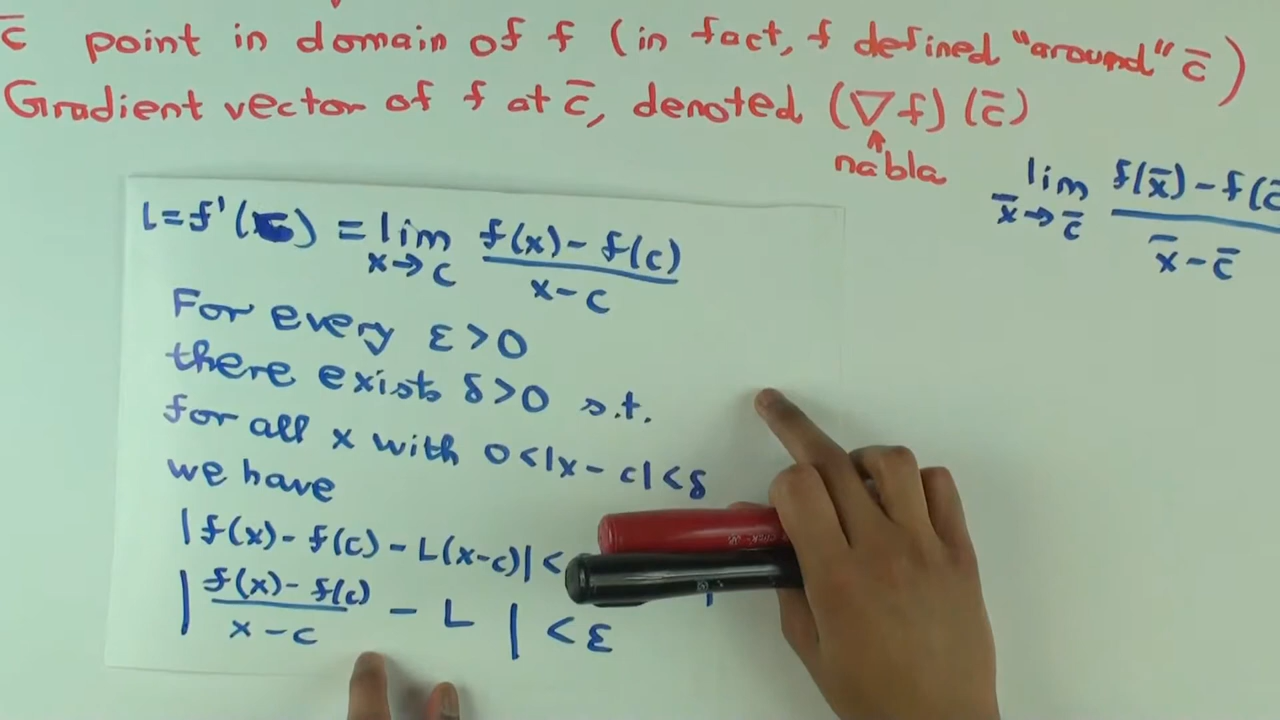 c̄ point in domain of f (in fact, f defined "around" c̄)
Gradient vector of f at c̄, denoted (∇f)(c̄)
nabla
lim x̄→c̄ f(x̄)-f(c̄ / x̄-c̄
L=f'(c) = lim x→c f(x)-f(c) / x-c
For every ε>0
there exists δ>0 s.t.
for all x with 0<|x-c|<δ
we have
|f(x)-f(c)-L(x-c)|<
|f(x)-f(c) / x-c - L| <ε